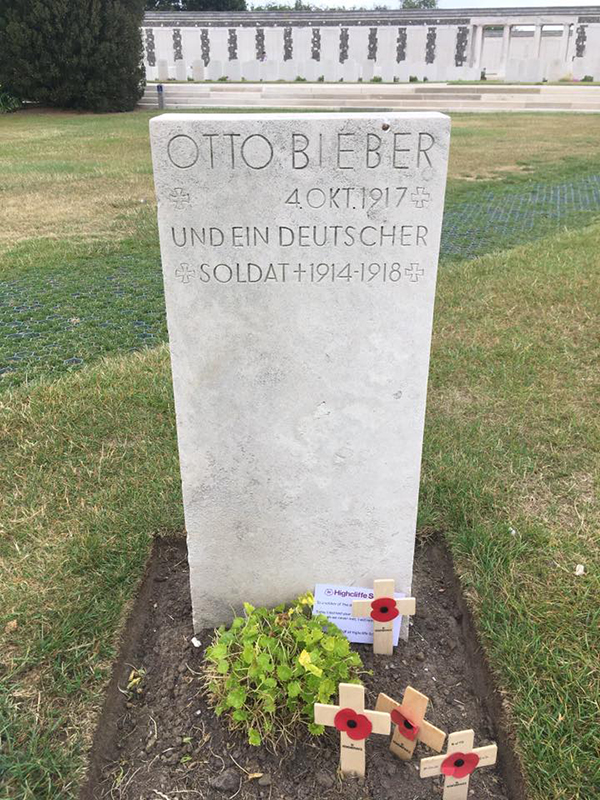 OTTO BIEBER
4.OKT.1917
UND EIN DEUTSCHER
SOLDAT + 1914-1918
Highcliffe S